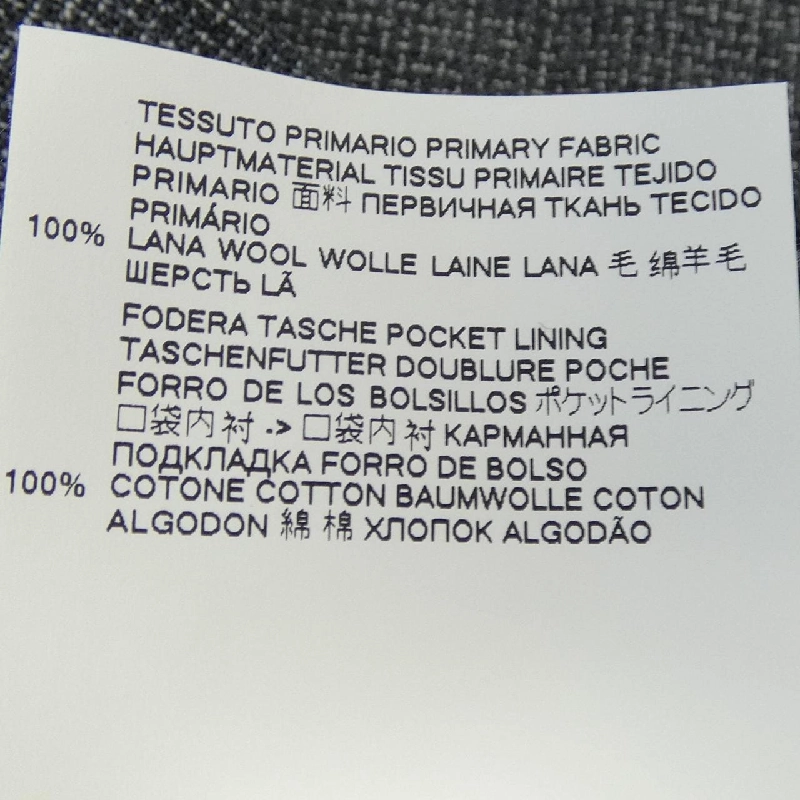 TESSUTO PRIMARIO PRIMARY FABRIC
HAUPTMATERIAL TISSU PRIMAIRE TEJIDO
PRIMARIO 面料 ПЕРВИЧНАЯ ТКАНЬ TECIDO
PRIMÁRIO
100% LANA WOOL WOLLE LAINE LANA 毛 绵羊毛
ШЕРСТЬ LÃ
FODERA TASCHE POCKET LINING
TASCHENFUTTER DOUBLURE POCHE
FORRO DE LOS BOLSILLOS ポケットライニング
口袋内衬 -> 口袋内衬 КАРМАННАЯ
ПОДКЛАДКА FORRO DE BOLSO
100% COTONE COTTON BAUMWOLLE COTON
ALGODON 綿 棉 ХЛОПОК ALGODÃO